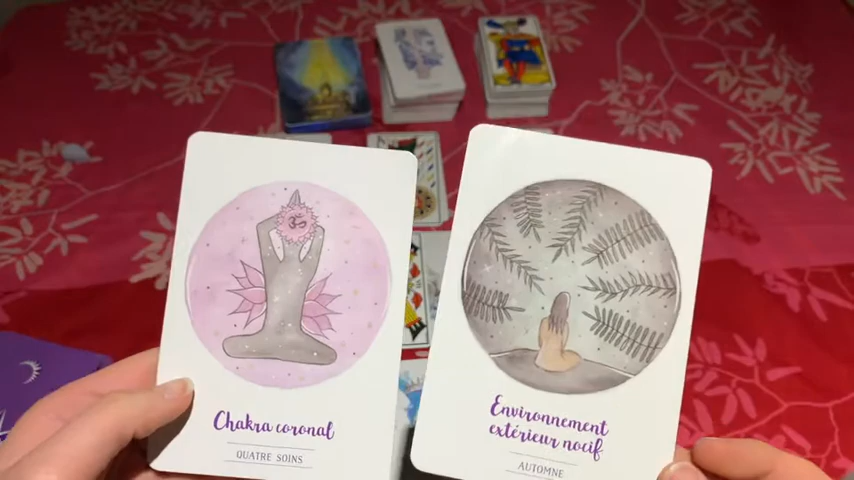 ॐ
Chakra coronal
QUATRE SOINS
Environnement
extérieur nocif
AUTOMNE